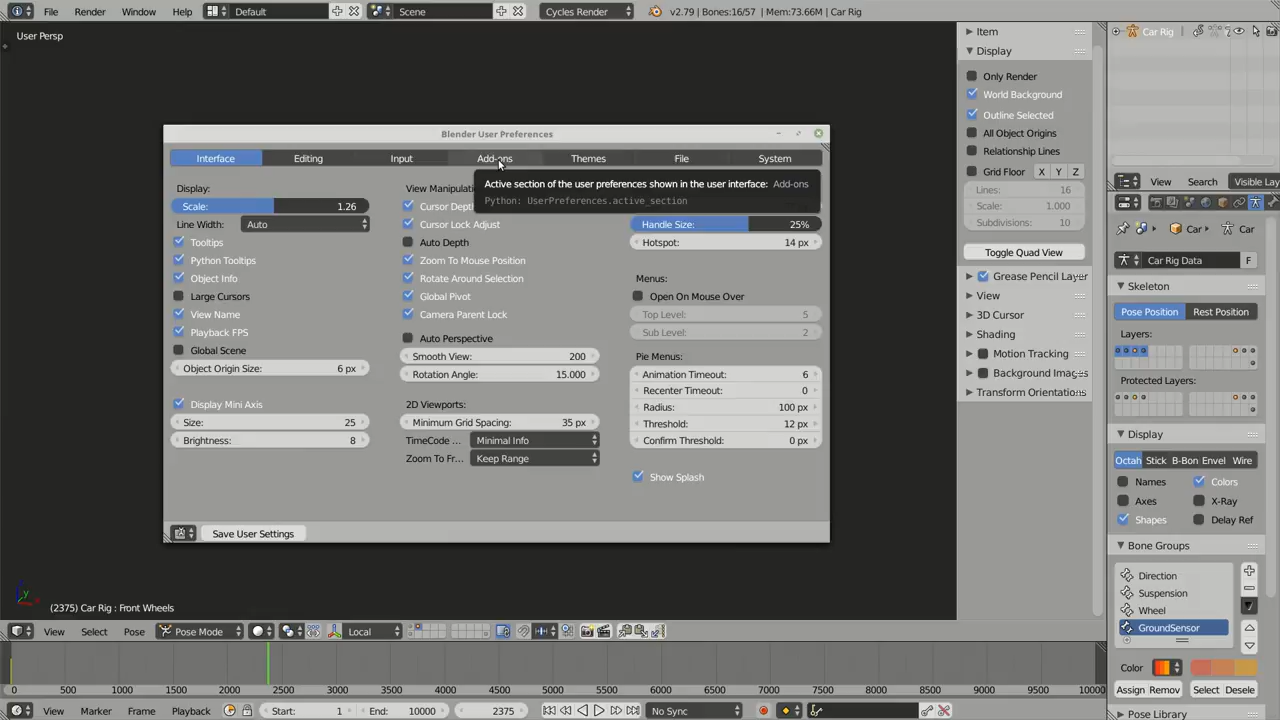 File Render Window Help Default Scene Cycles Render v2.79 | Bones:16/57 | Mem:73.66M | Car Rig
User Persp
Blender User Preferences
Interface Editing Input Add-ons Themes File System
Display:
Scale: 1.26
Line Width: Auto
Tooltips
Python Tooltips
Object Info
Large Cursors
View Name
Playback FPS
Global Scene
Object Origin Size: 6 px
Display Mini Axis
Size: 25
Brightness: 8
View Manipula
Cursor Depth
Cursor Lock Adjust
Auto Depth
Zoom To Mouse Position
Rotate Around Selection
Global Pivot
Camera Parent Lock
Auto Perspective
Smooth View: 200
Rotation Angle: 15.000
2D Viewports:
Minimum Grid Spacing: 35 px
TimeCode ... Minimal Info
Zoom To Fr... Keep Range
Active section of the user preferences shown in the user interface: Add-ons
Python: UserPreferences.active_section
Handle Size: 25%
Hotspot: 14 px
Menus:
Open On Mouse Over
Top Level: 5
Sub Level: 2
Pie Menus:
Animation Timeout: 6
Recenter Timeout: 0
Radius: 100 px
Threshold: 12 px
Confirm Threshold: 0 px
Show Splash
Save User Settings
(2375) Car Rig : Front Wheels
View Select Pose Pose Mode Local
Item
Display
Only Render
World Background
Outline Selected
All Object Origins
Relationship Lines
Grid Floor X Y Z
Lines: 16
Scale: 1.000
Subdivisions: 10
Toggle Quad View
Grease Pencil Layer
View
3D Cursor
Shading
Motion Tracking
Background Images
Transform Orientations
Car Rig
View Search Visible Lay
Car Car
Car Rig Data F
Skeleton
Pose Position Rest Position
Layers:
Protected Layers:
Display
Octah Stick B-Bon Envel Wire
Names Colors
Axes X-Ray
Shapes Delay Ref
Bone Groups
Direction
Suspension
Wheel
GroundSensor
Color
Assign Remov Select Desele
Pose Library
0 500 1000 1500 2000 2500 3000 3500 4000 4500 5000 5500 6000 6500 7000 7500 8000 8500 9000 9500 10000
View Marker Frame Playback Start: 1 End: 10000 2375 No Sync